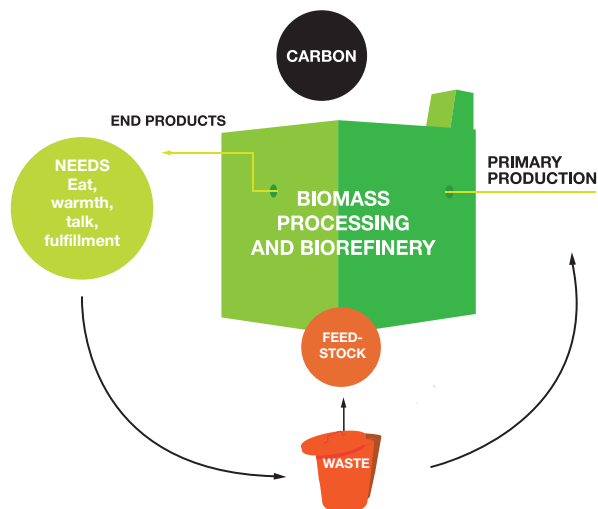 CARBON
END PRODUCTS
NEEDS
Eat,
warmth,
talk,
fulfillment
BIOMASS
PROCESSING
AND BIOREFINERY
PRIMARY
PRODUCTION
FEED-
STOCK
WASTE